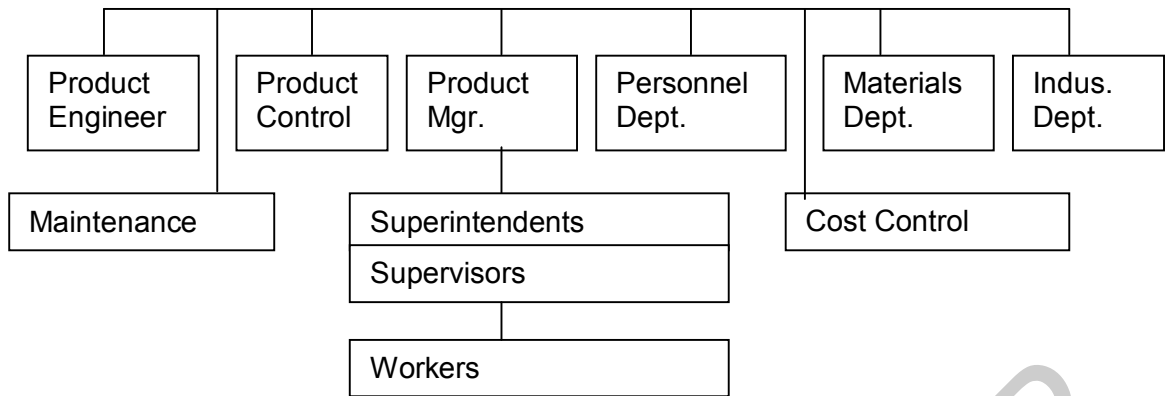 Product
Engineer
Product
Control
Product
Mgr.
Personnel
Dept.
Materials
Dept.
Indus.
Dept.
Maintenance
Superintendents
Cost Control
Supervisors
Workers